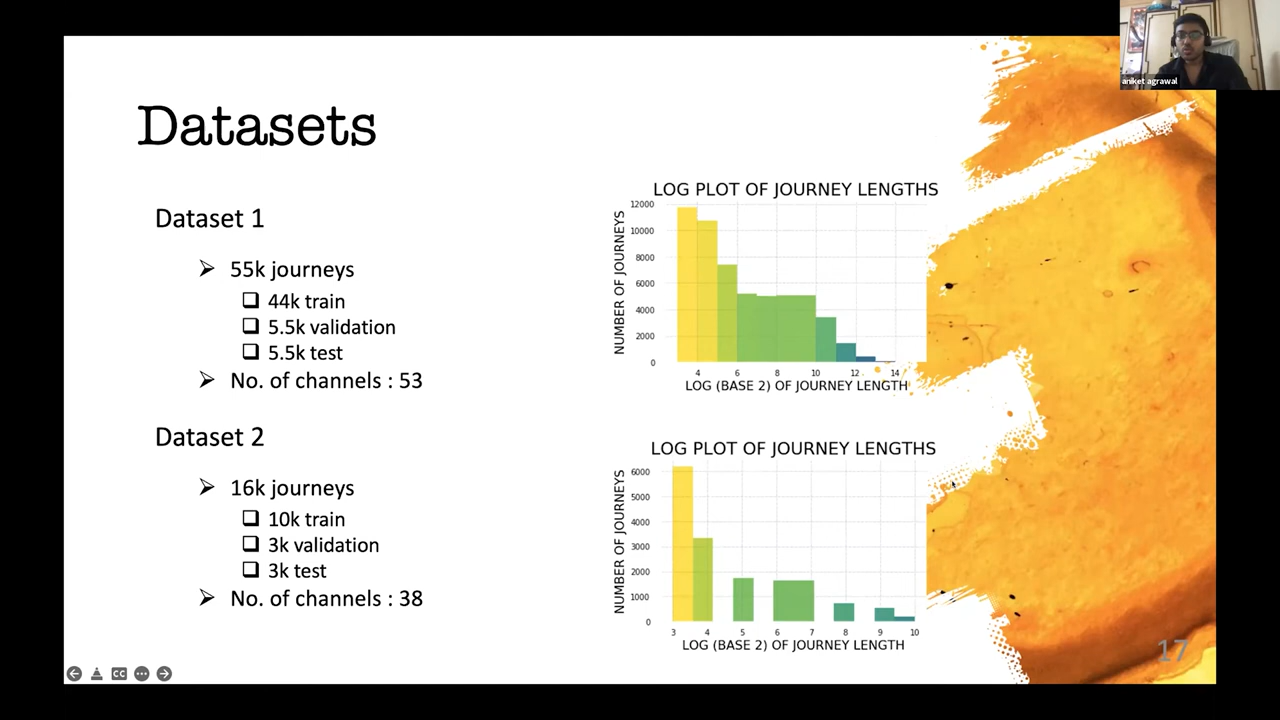 aniket agrawal
Datasets
Dataset 1
55k journeys
44k train
5.5k validation
5.5k test
No. of channels : 53
Dataset 2
16k journeys
10k train
3k validation
3k test
No. of channels : 38
LOG PLOT OF JOURNEY LENGTHS
NUMBER OF JOURNEYS
12000
10000
8000
6000
4000
2000
0
4 6 8 10 12 14
LOG (BASE 2) OF JOURNEY LENGTH
LOG PLOT OF JOURNEY LENGTHS
NUMBER OF JOURNEYS
6000
5000
4000
3000
2000
1000
0
3 4 5 6 7 8 9 10
LOG (BASE 2) OF JOURNEY LENGTH
17
CC